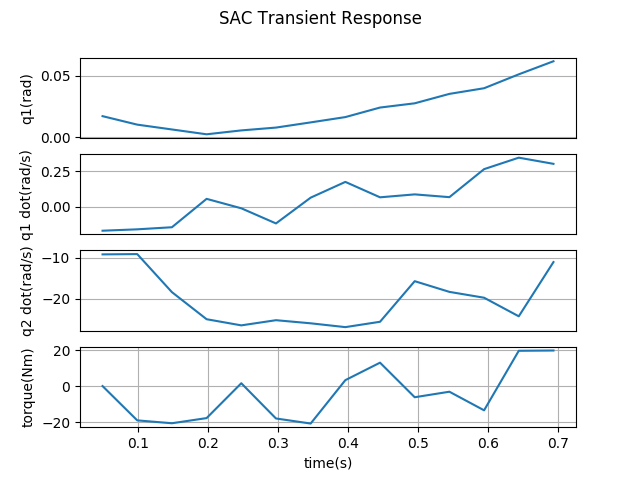 SAC Transient Response
q1(rad)
0.05
0.00
q1 dot(rad/s)
0.25
0.00
q2 dot(rad/s)
−10
−20
torque(Nm)
20
0
−20
0.1 0.2 0.3 0.4 0.5 0.6 0.7
time(s)